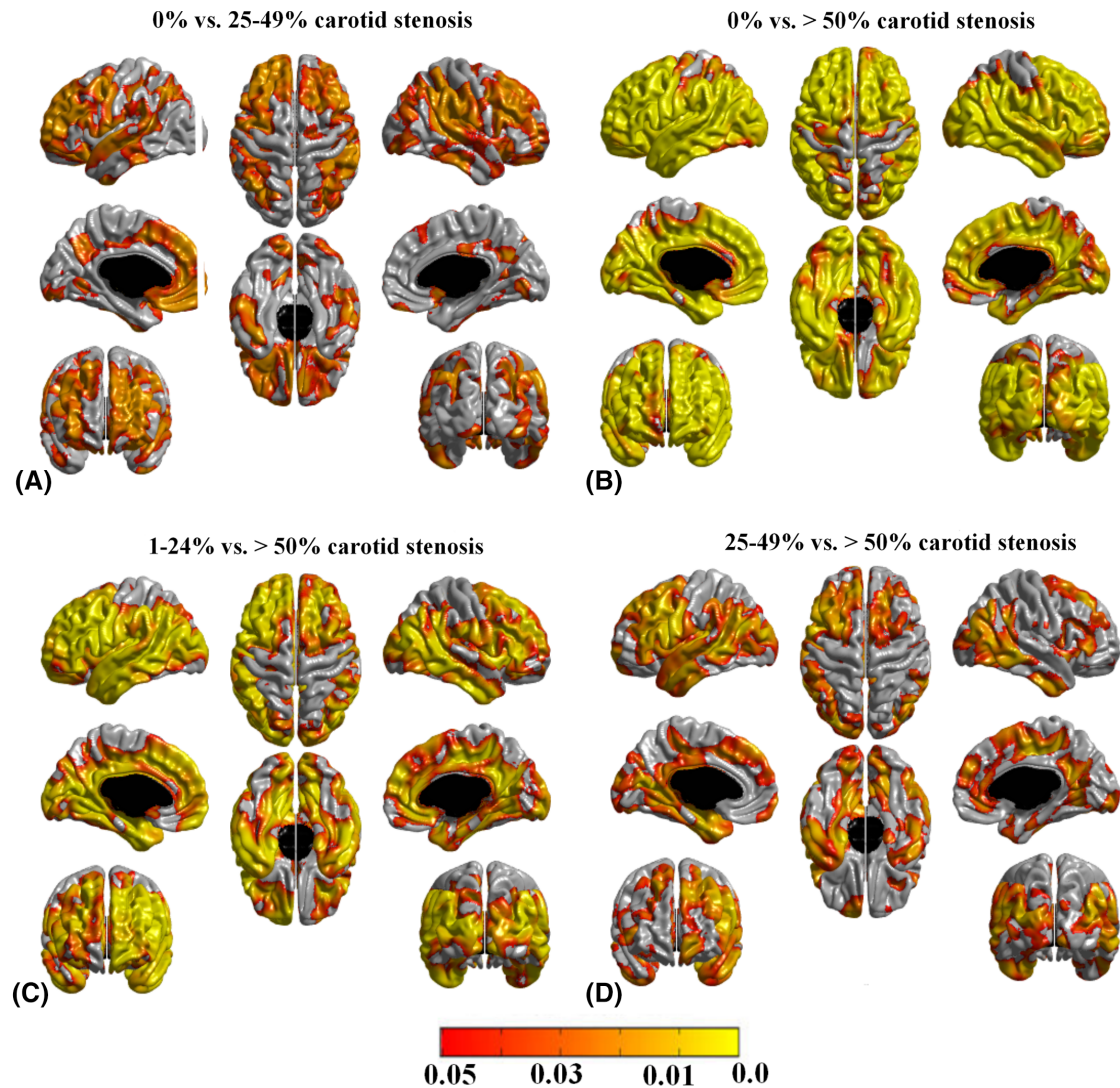 0% vs. 25-49% carotid stenosis
0% vs. > 50% carotid stenosis
(A)
(B)
1-24% vs. > 50% carotid stenosis
25-49% vs. > 50% carotid stenosis
(C)
(D)
0.05 0.03 0.01 0.0